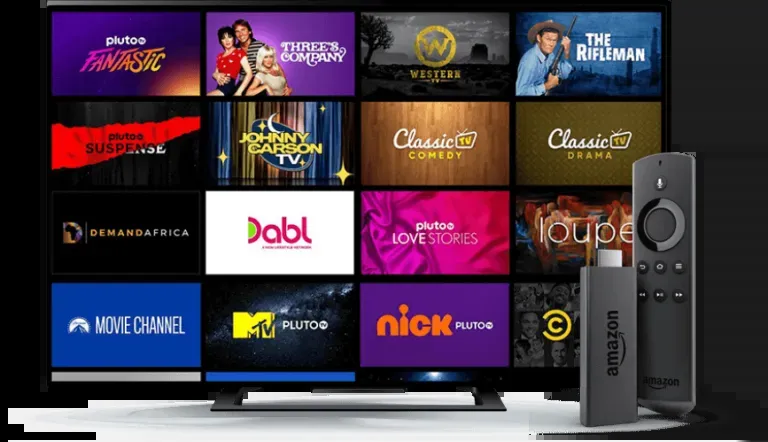 pluto tv
FANTASTIC
THREE'S
COMPANY
W
WESTERN
TV
THE
RIFLEMAN
pluto tv
SUSPENSE
JOHNNY
CARSON
TV
Classic TV
COMEDY
Classic TV
DRAMA
DEMANDAFRICA
Dabl
pluto tv
LOVE STORIES
loupe
MOVIE CHANNEL
MTV PLUTO TV
nick PLUTO TV
amazon
amazon